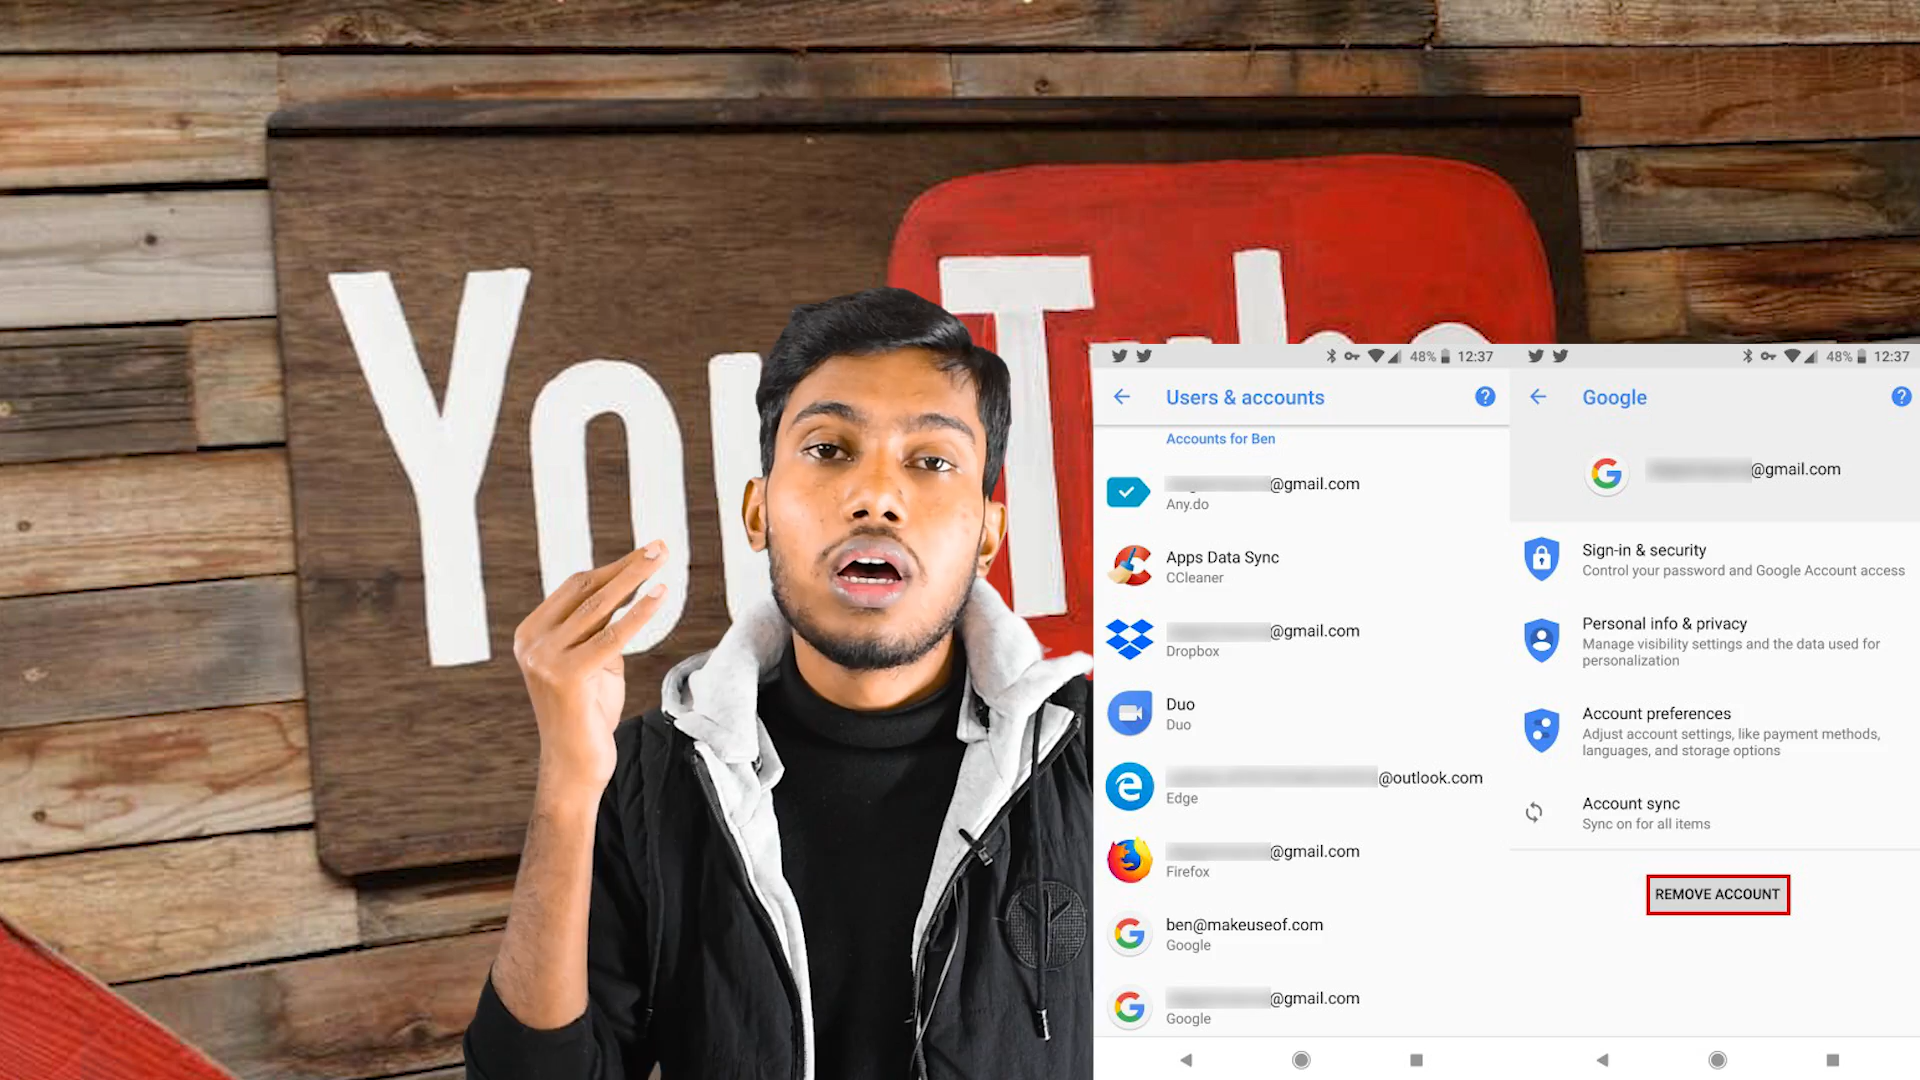 YouTube
48% 12:37
Users & accounts
Accounts for Ben
@gmail.com
Any.do
Apps Data Sync
CCleaner
@gmail.com
Dropbox
Duo
Duo
@outlook.com
Edge
@gmail.com
Firefox
ben@makeuseof.com
Google
@gmail.com
Google
48% 12:37
Google
@gmail.com
Sign-in & security
Control your password and Google Account access
Personal info & privacy
Manage visibility settings and the data used for
personalization
Account preferences
Adjust account settings, like payment methods,
languages, and storage options
Account sync
Sync on for all items
REMOVE ACCOUNT